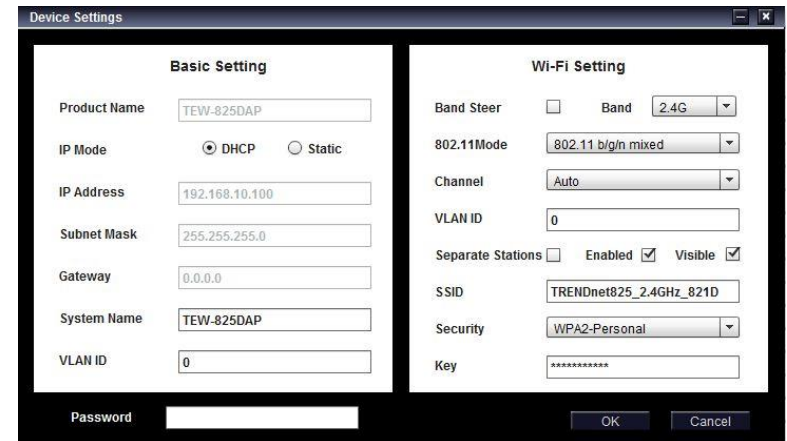 Device Settings
Basic Setting
Product Name TEW-825DAP
IP Mode DHCP Static
IP Address 192.168.10.100
Subnet Mask 255.255.255.0
Gateway 0.0.0.0
System Name TEW-825DAP
VLAN ID 0
Wi-Fi Setting
Band Steer Band 2.4G
802.11Mode 802.11 b/g/n mixed
Channel Auto
VLAN ID 0
Separate Stations Enabled Visible
SSID TRENDnet825_2.4GHz_821D
Security WPA2-Personal
Key ***********
Password
OK Cancel